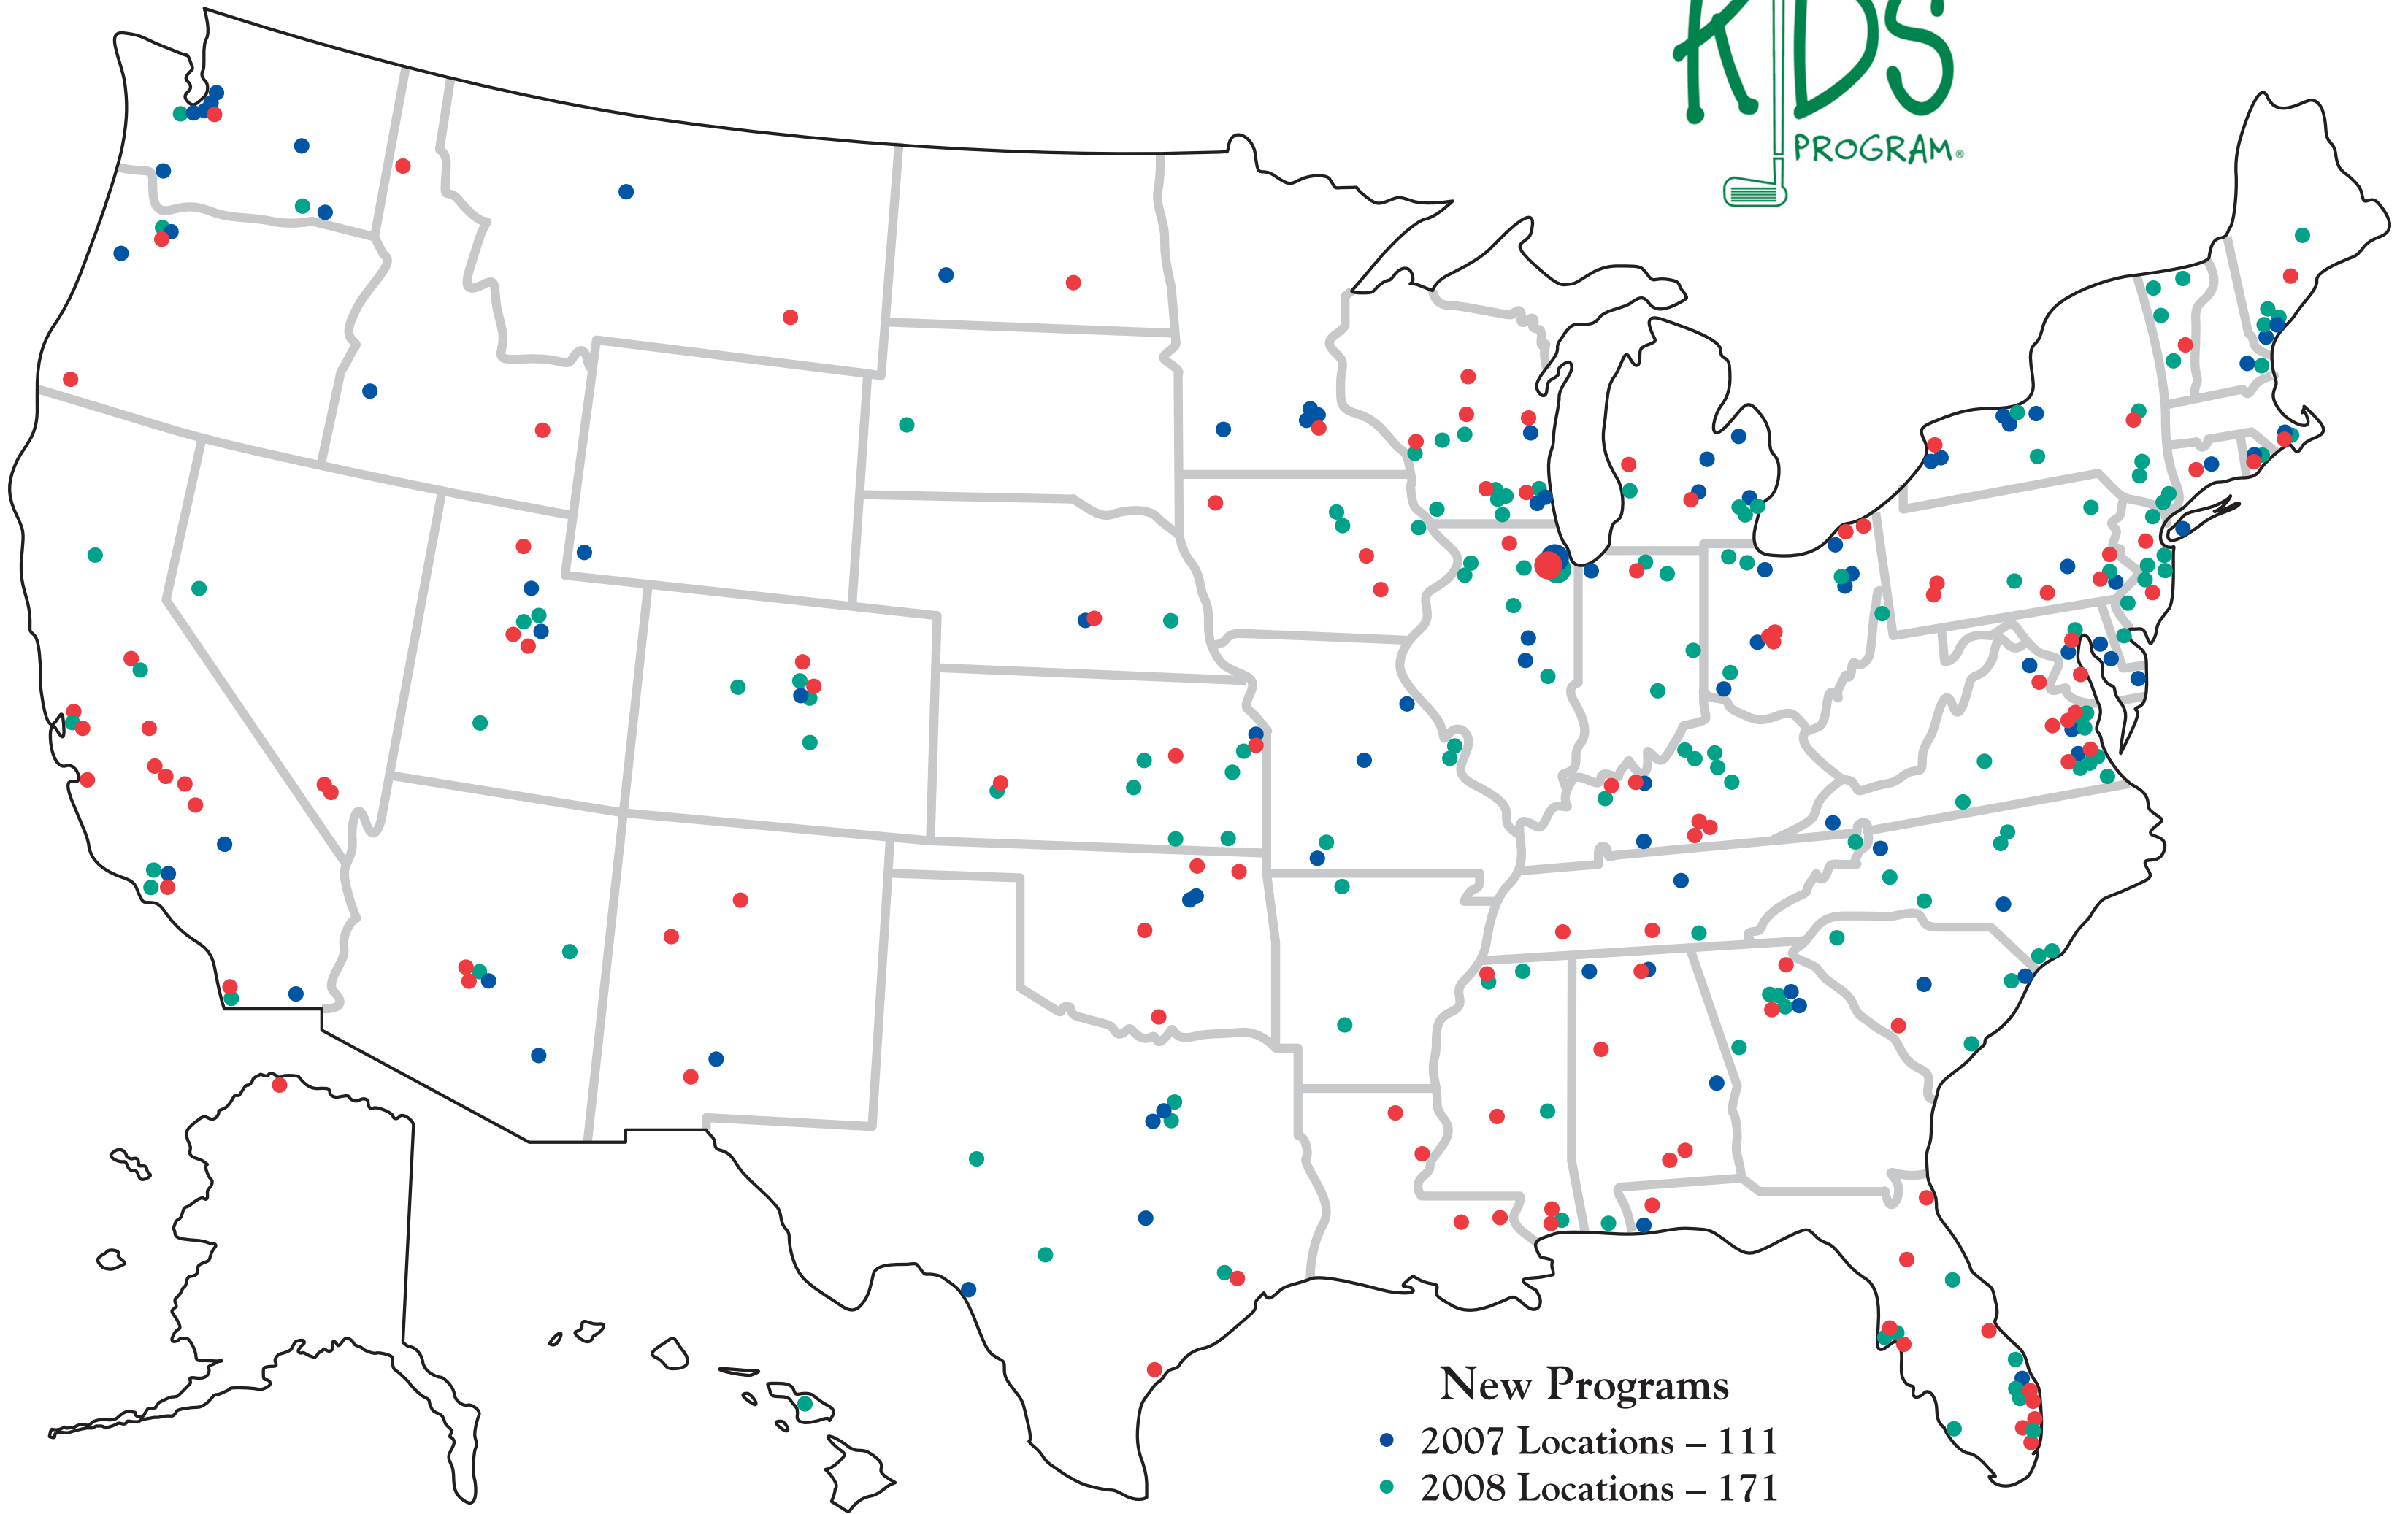 KIDS
PROGRAM®
New Programs
2007 Locations – 111
2008 Locations – 171